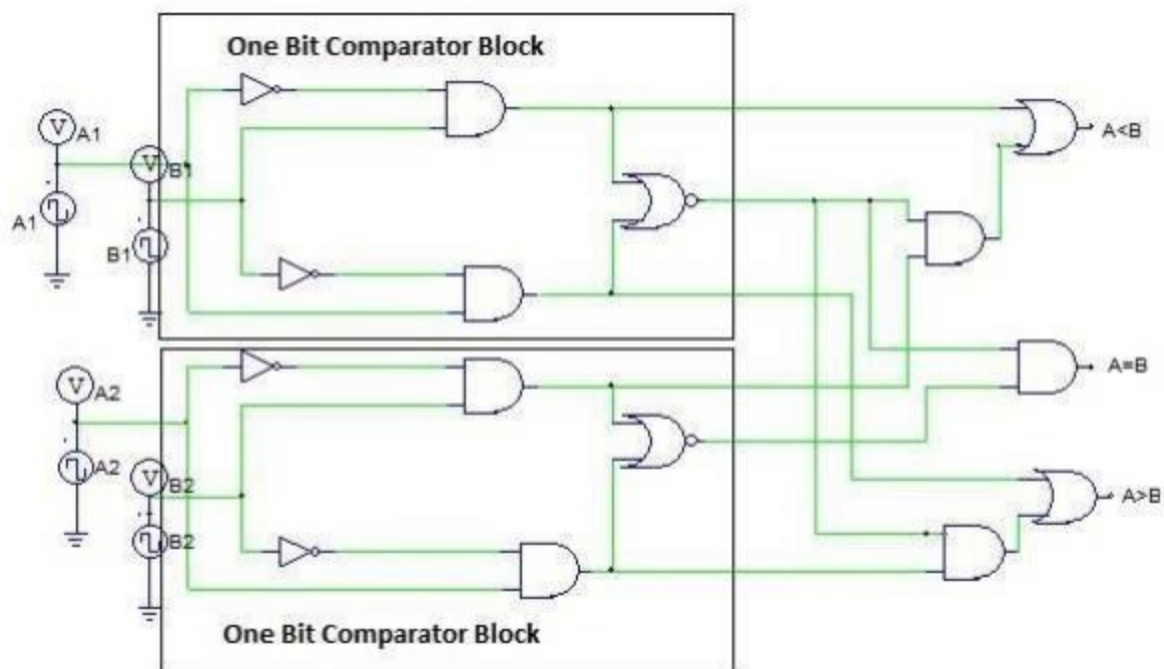 One Bit Comparator Block
V A1
V B1
A1
B1
A<B
V A2
A2
V B2
B2
A=B
A>B
One Bit Comparator Block